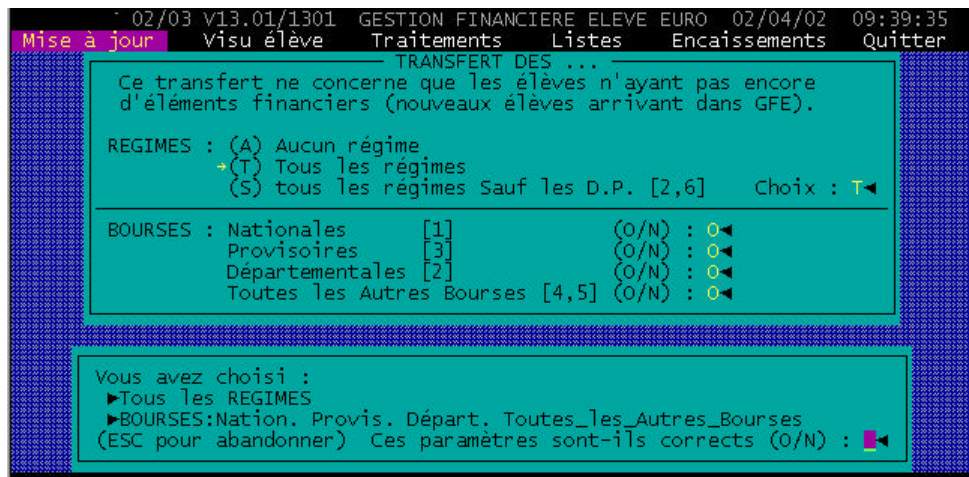 02/03 V13.01/1301 GESTION FINANCIERE ELEVE EURO 02/04/02 09:39:35
Mise à jour Visu élève Traitements Listes Encaissements Quitter
TRANSFERT DES ...
Ce transfert ne concerne que les élèves n'ayant pas encore
d'éléments financiers (nouveaux élèves arrivant dans GFE).
REGIMES : (A) Aucun régime
→(T) Tous les régimes
(S) tous les régimes Sauf les D.P. [2,6] Choix : T◄
BOURSES : Nationales [1] (O/N) : O◄
Provisoires [3] (O/N) : O◄
Départementales [2] (O/N) : O◄
Toutes les Autres Bourses [4,5] (O/N) : O◄
Vous avez choisi :
►Tous les REGIMES
►BOURSES:Nation. Provis. Départ. Toutes_les_Autres_Bourses
(ESC pour abandonner) Ces paramètres sont-ils corrects (O/N) : ◄